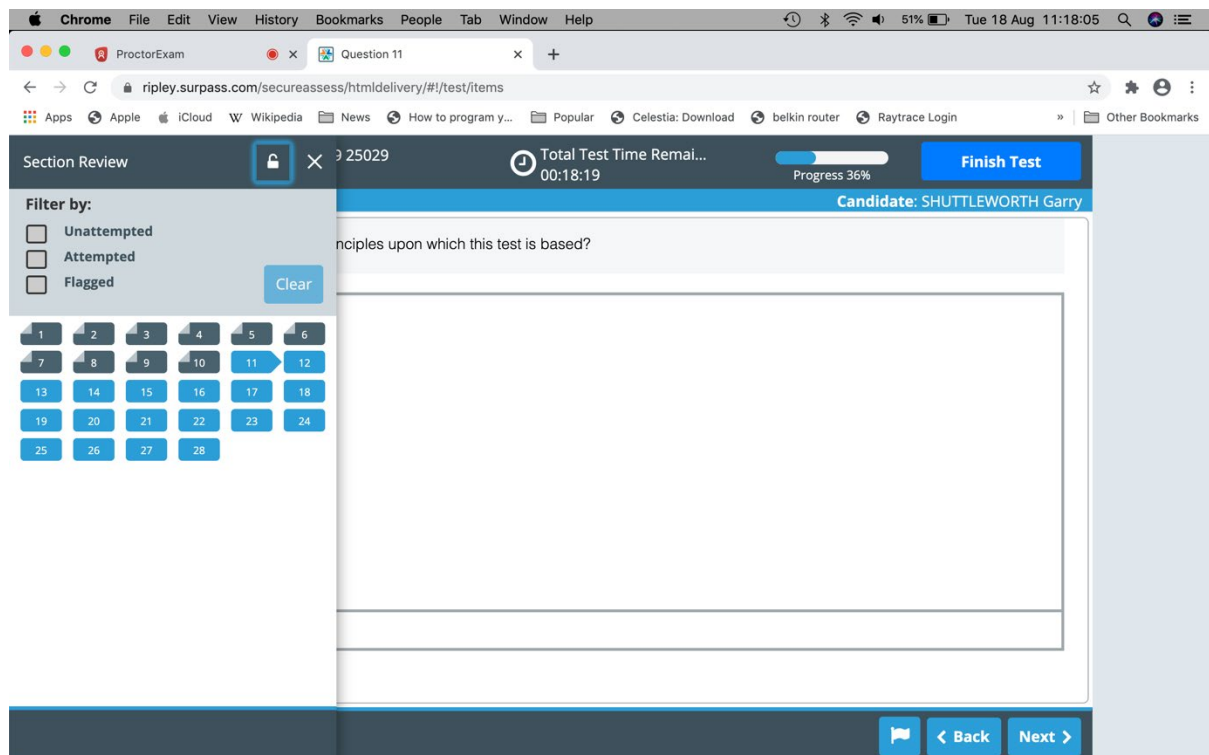 Chrome File Edit View History Bookmarks People Tab Window Help 51% Tue 18 Aug 11:18:05
ProctorExam Question 11
ripley.surpass.com/secureassess/htmldelivery/#!/test/items
Apps Apple iCloud W Wikipedia News How to program y... Popular Celestia: Download belkin router Raytrace Login » Other Bookmarks
Section Review 9 25029 Total Test Time Remai...
00:18:19
Progress 36%
Finish Test
Candidate: SHUTTLEWORTH Garry
Filter by:
Unattempted
Attempted
Flagged
Clear
nciples upon which this test is based?
1 2 3 4 5 6
7 8 9 10 11 12
13 14 15 16 17 18
19 20 21 22 23 24
25 26 27 28
Back Next